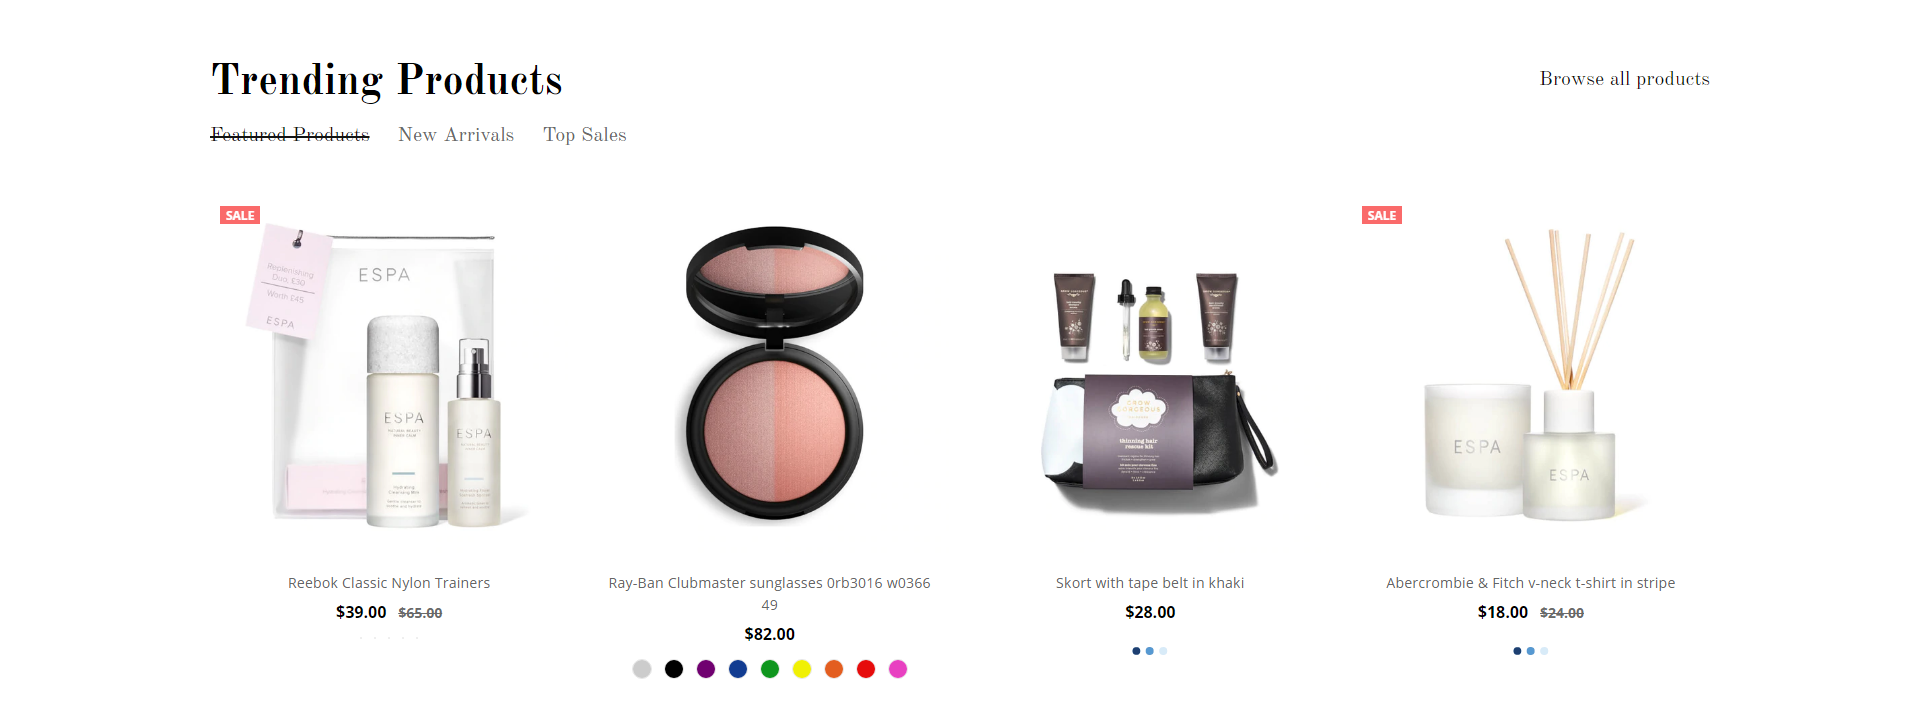 Trending Products
Browse all products
Featured Products New Arrivals Top Sales
SALE
Replenishing
Duo, £30
Worth £45
ESPA
ESPA
ESPA
ESPA
Hydrating
Cleansing Milk
GROW
GORGEOUS
thinning hair
rescue kit
SALE
ESPA
ESPA
Reebok Classic Nylon Trainers
$39.00 $65.00
Ray-Ban Clubmaster sunglasses 0rb3016 w0366
49
$82.00
Skort with tape belt in khaki
$28.00
Abercrombie & Fitch v-neck t-shirt in stripe
$18.00 $24.00